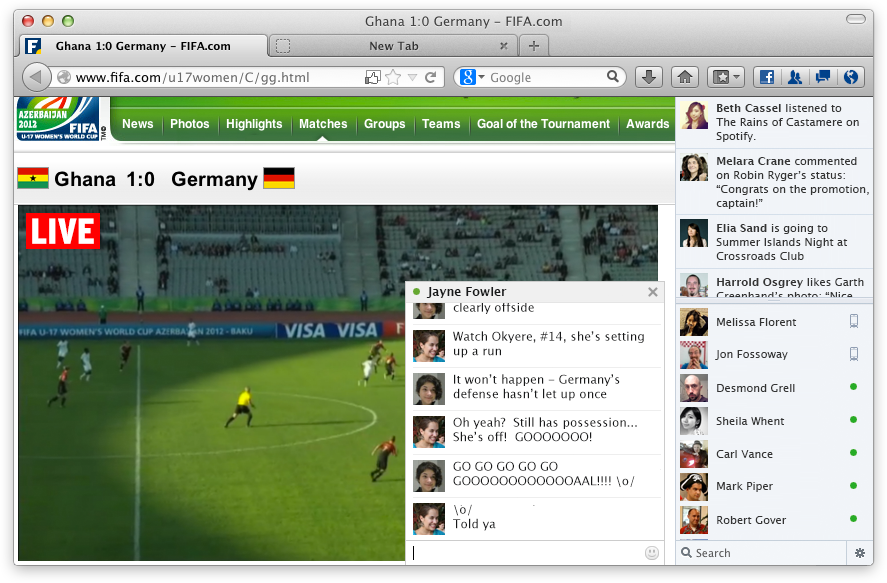 Ghana 1:0 Germany – FIFA.com
Ghana 1:0 Germany – FIFA.com
New Tab
www.fifa.com/u17women/C/gg.html
Google
AZERBAIJAN
2012
FIFA
U-17 WOMEN'S WORLD CUP
TM©
News
Photos
Highlights
Matches
Groups
Teams
Goal of the Tournament
Awards
Ghana 1:0 Germany
LIVE
FIFA U-17 WOMEN'S WORLD CUP AZERBAIJAN 2012 - BAKU
VISA VISA
Jayne Fowler
clearly offside
Watch Okyere, #14, she’s setting
up a run
It won’t happen – Germany’s
defense hasn’t let up once
Oh yeah? Still has possession...
She’s off! GOOOOOOO!
GO GO GO GO GO
GOOOOOOOOOOOOAAL!!!! \o/
\o/
Told ya
Beth Cassel listened to
The Rains of Castamere on
Spotify.
Melara Crane commented
on Robin Ryger’s status:
“Congrats on the promotion,
captain!”
Elia Sand is going to
Summer Islands Night at
Crossroads Club
Harrold Osgrey likes Garth
Greenhand’s photo: “Nice
Melissa Florent
Jon Fossoway
Desmond Grell
Sheila Whent
Carl Vance
Mark Piper
Robert Gover
Search